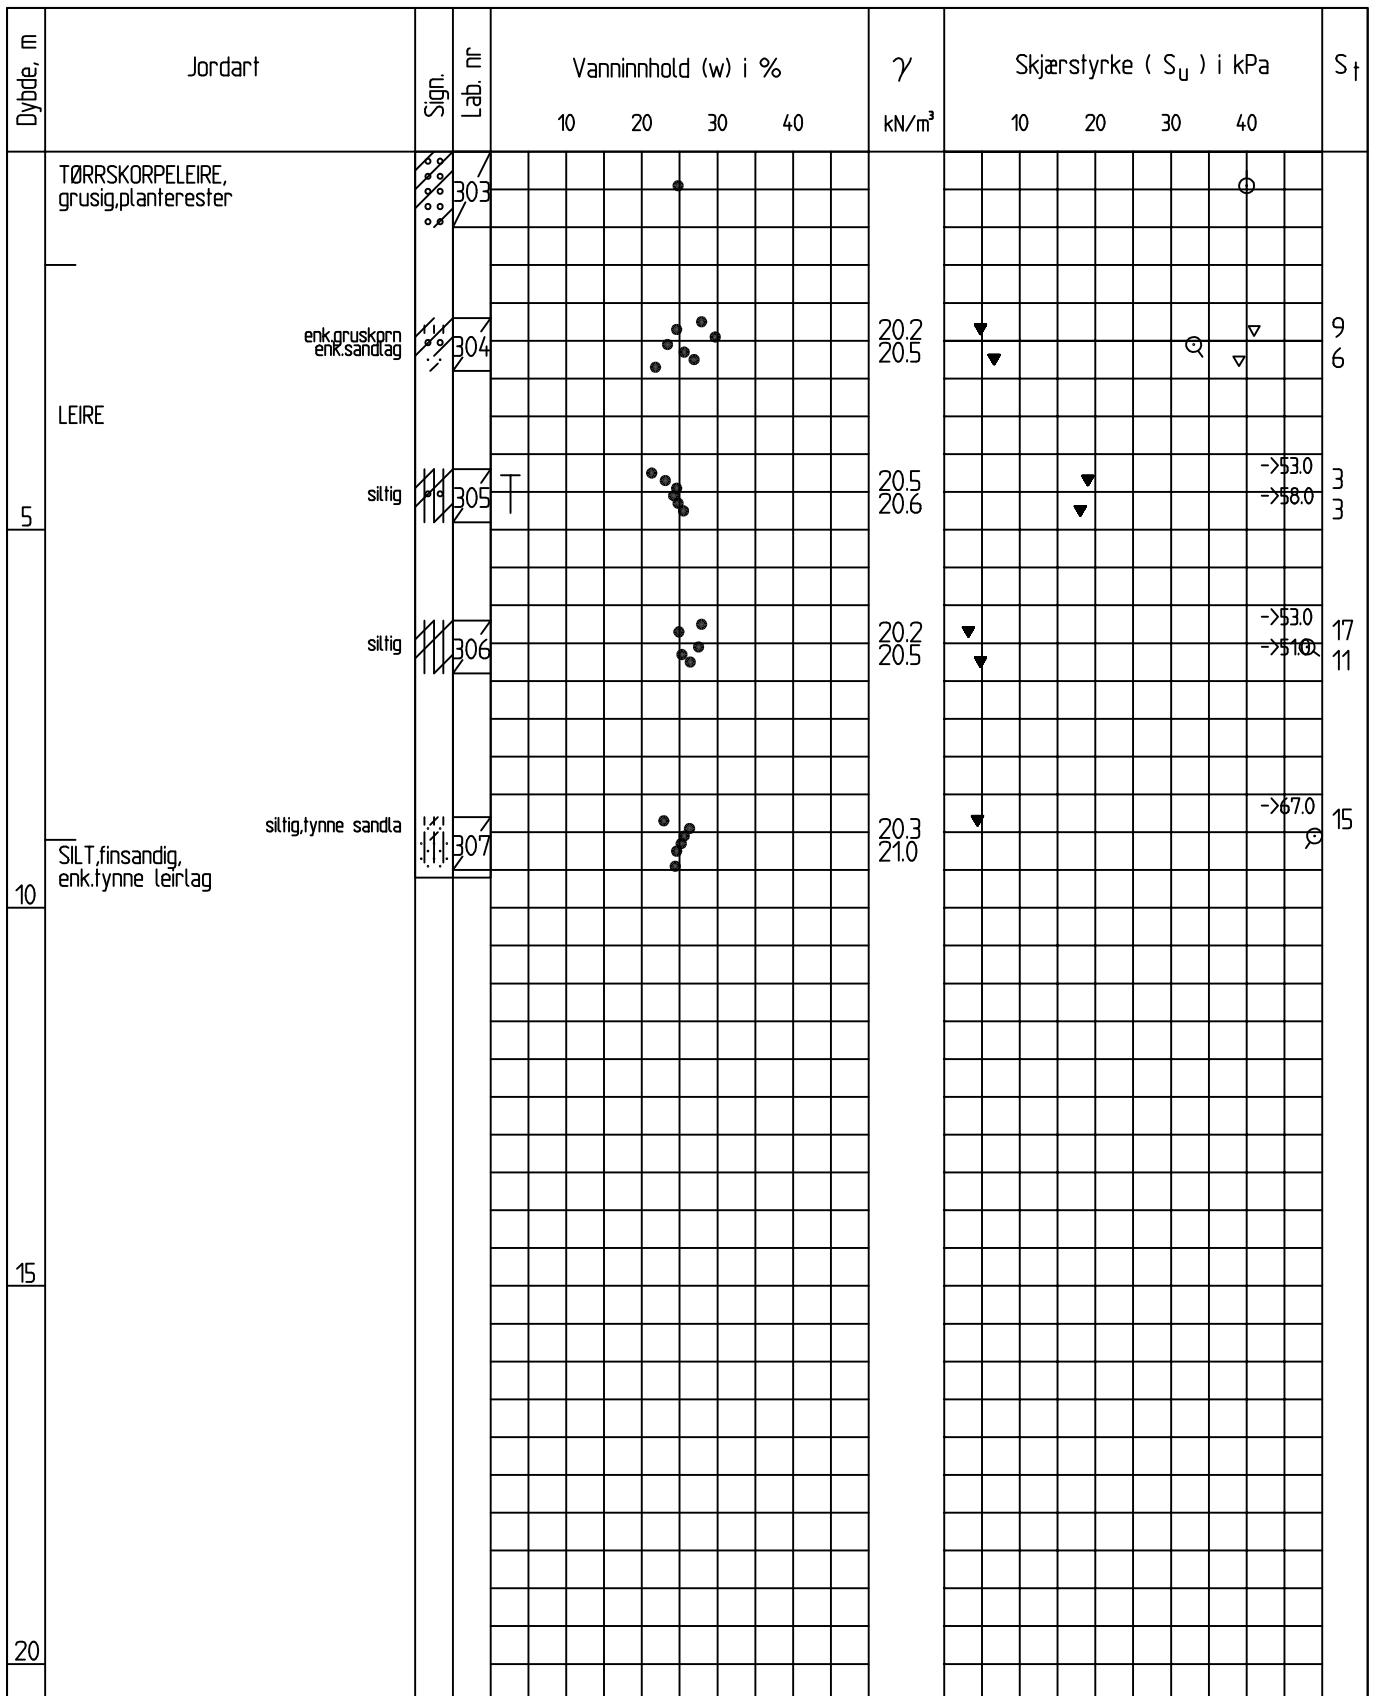 Dybde, m
Jordart
Sign.
Lab. nr
Vanninnhold (w) i %
10 20 30 40
γ
kN/m³
Skjærstyrke ( Su ) i kPa
10 20 30 40
St
TØRRSKORPELEIRE,
grusig,planterester
303
enk.gruskorn
enk.sandlag
304
20.2
20.5
9
6
LEIRE
siltig
305
T
20.5
20.6
->53.0
->58.0
3
3
5
siltig
306
20.2
20.5
->53.0
->51.0
17
11
siltig,tynne sandla
307
20.3
21.0
->67.0
15
SILT,finsandig,
enk.tynne leirlag
10
15
20